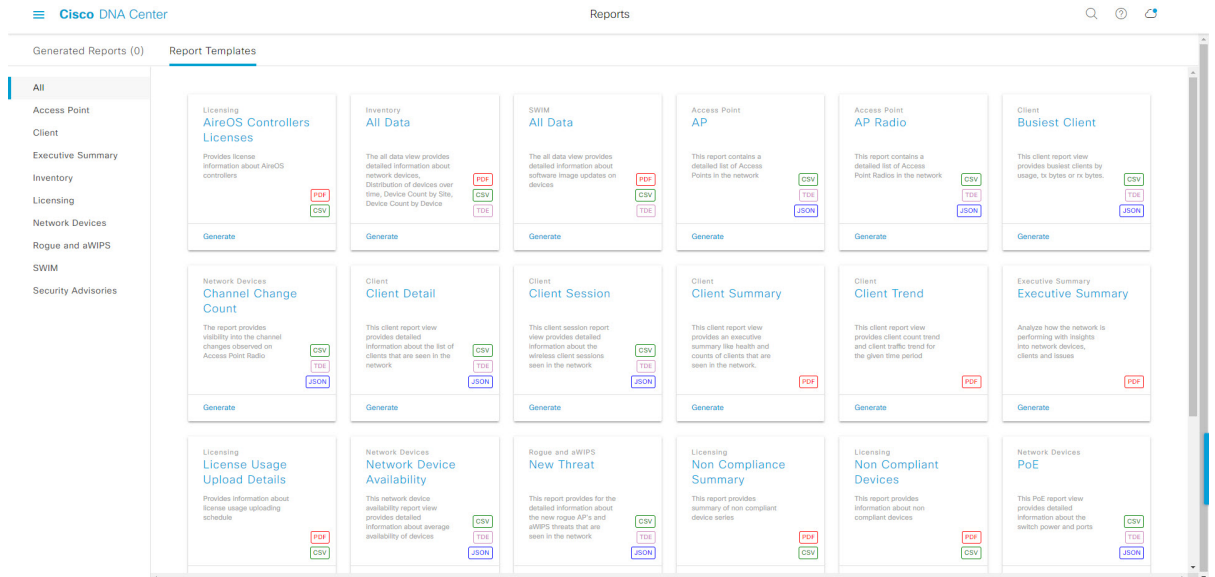 Cisco DNA Center
Reports
Generated Reports (0)
Report Templates
All
Access Point
Client
Executive Summary
Inventory
Licensing
Network Devices
Rogue and aWIPS
SWIM
Security Advisories
Licensing
AireOS Controllers
Licenses
Provides license
information about AireOS
controllers
PDF
CSV
Generate
Inventory
All Data
The all data view provides
detailed information about
network devices,
Distribution of devices over
time, Device Count by Site,
Device Count by Device
PDF
CSV
TDE
Generate
SWIM
All Data
The all data view provides
detailed information about
software image updates on
devices
PDF
CSV
TDE
Generate
Access Point
AP
This report contains a
detailed list of Access
Points in the network
CSV
TDE
JSON
Generate
Access Point
AP Radio
This report contains a
detailed list of Access
Point Radios in the network
CSV
TDE
JSON
Generate
Client
Busiest Client
This client report view
provides busiest clients by
usage, tx bytes or rx bytes.
CSV
TDE
JSON
Generate
Network Devices
Channel Change
Count
The report provides
visibility into the channel
changes observed on
Access Point Radio
CSV
TDE
JSON
Generate
Client
Client Detail
This client report view
provides detailed
information about the list of
clients that are seen in the
network
CSV
TDE
JSON
Generate
Client
Client Session
This client session report
view provides detailed
information about the
wireless client sessions
seen in the network
CSV
TDE
JSON
Generate
Client
Client Summary
This client report view
provides an executive
summary like health and
counts of clients that are
seen in the network.
PDF
Generate
Client
Client Trend
This client report view
provides client count trend
and client traffic trend for
the given time period
PDF
Generate
Executive Summary
Executive Summary
Analyze how the network is
performing with insights
into network devices,
clients and issues
PDF
Generate
Licensing
License Usage
Upload Details
Provides information about
license usage uploading
schedule
PDF
CSV
Network Devices
Network Device
Availability
This network device
availability report view
provides detailed
information about average
availability of devices
CSV
TDE
JSON
Rogue and aWIPS
New Threat
This report provides for the
detailed information about
the new rogue AP's and
aWIPS threats that are
seen in the network
CSV
TDE
JSON
Licensing
Non Compliance
Summary
This report provides
summary of non compliant
device series
PDF
CSV
Licensing
Non Compliant
Devices
This report provides
information about non
compliant devices
PDF
CSV
Network Devices
PoE
This PoE report view
provides detailed
information about the
switch power and ports
CSV
TDE
JSON